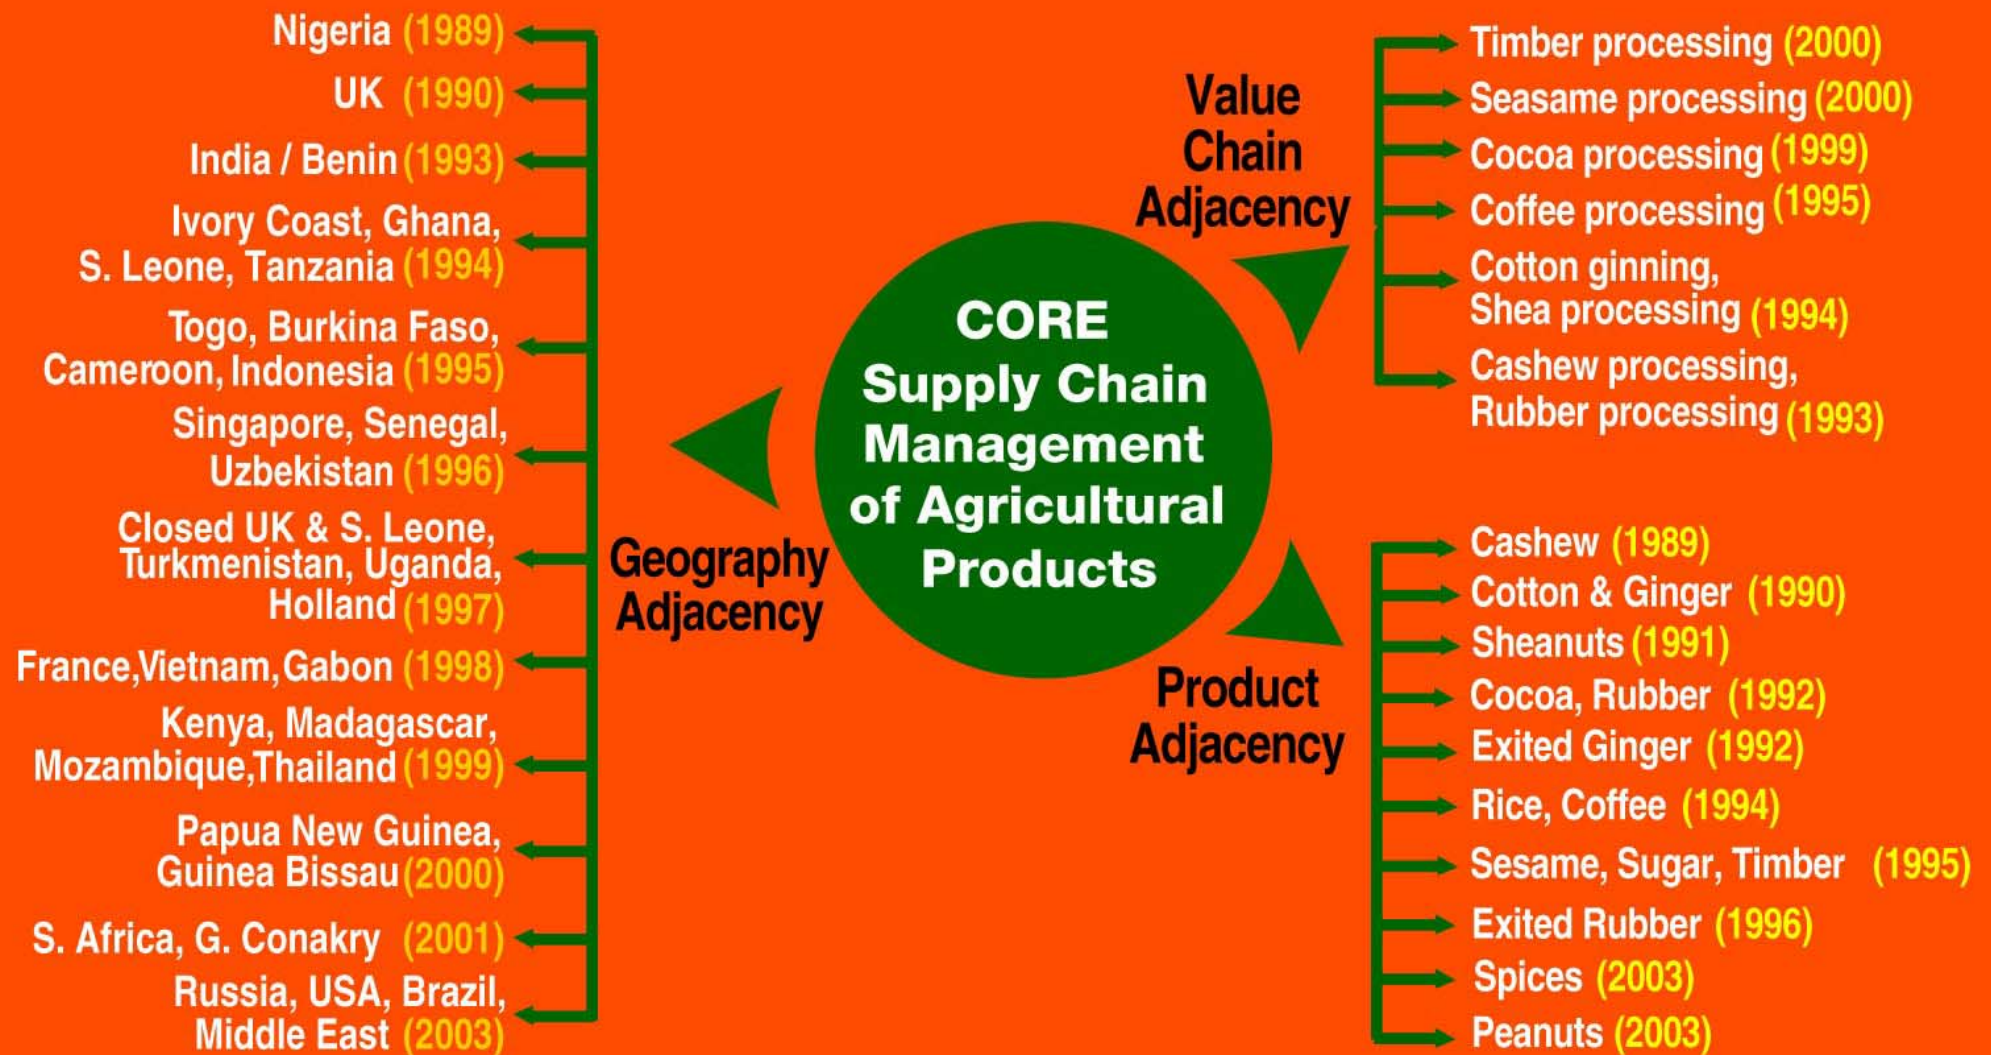 Nigeria (1989)
UK (1990)
India / Benin (1993)
Ivory Coast, Ghana,
S. Leone, Tanzania (1994)
Togo, Burkina Faso,
Cameroon, Indonesia (1995)
Singapore, Senegal,
Uzbekistan (1996)
Closed UK & S. Leone,
Turkmenistan, Uganda,
Holland (1997)
France,Vietnam, Gabon (1998)
Kenya, Madagascar,
Mozambique,Thailand (1999)
Papua New Guinea,
Guinea Bissau (2000)
S. Africa, G. Conakry (2001)
Russia, USA, Brazil,
Middle East (2003)
Geography
Adjacency
CORE
Supply Chain
Management
of Agricultural
Products
Value
Chain
Adjacency
Timber processing (2000)
Seasame processing (2000)
Cocoa processing (1999)
Coffee processing (1995)
Cotton ginning,
Shea processing (1994)
Cashew processing,
Rubber processing (1993)
Product
Adjacency
Cashew (1989)
Cotton & Ginger (1990)
Sheanuts (1991)
Cocoa, Rubber (1992)
Exited Ginger (1992)
Rice, Coffee (1994)
Sesame, Sugar, Timber (1995)
Exited Rubber (1996)
Spices (2003)
Peanuts (2003)